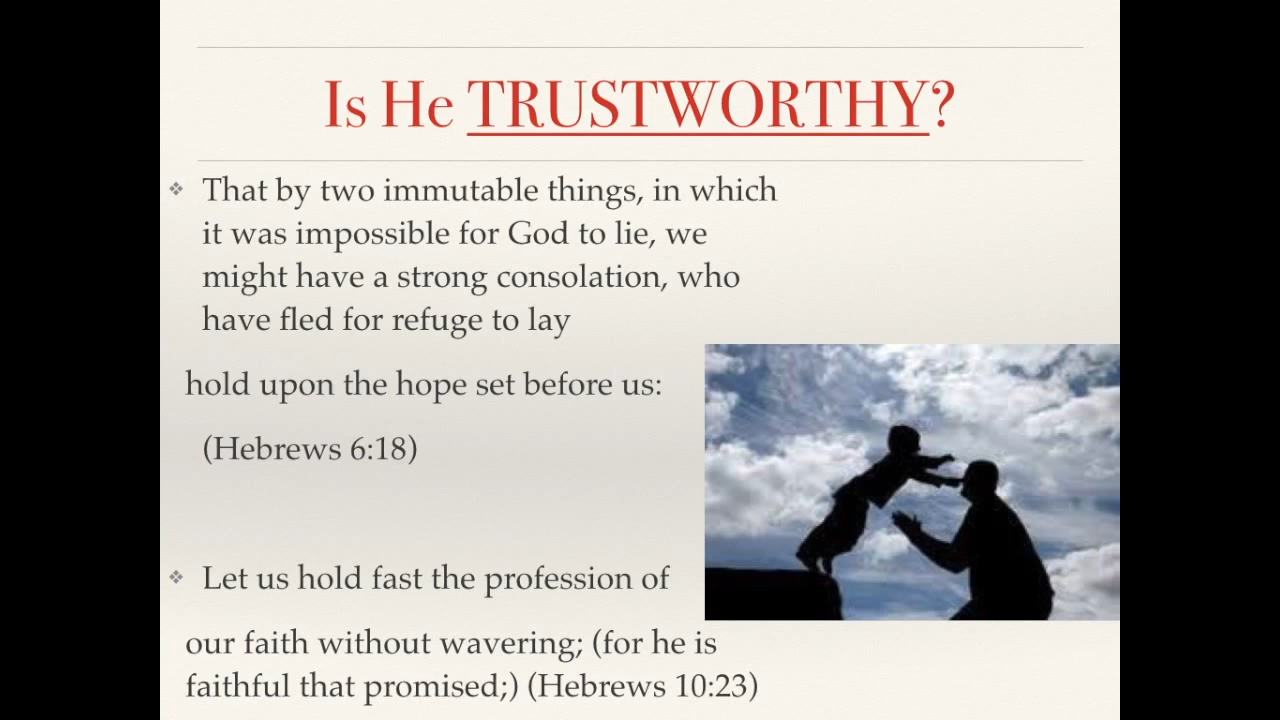 Is He TRUSTWORTHY?
❖ That by two immutable things, in which
it was impossible for God to lie, we
might have a strong consolation, who
have fled for refuge to lay
hold upon the hope set before us:
(Hebrews 6:18)
❖ Let us hold fast the profession of
our faith without wavering; (for he is
faithful that promised;) (Hebrews 10:23)